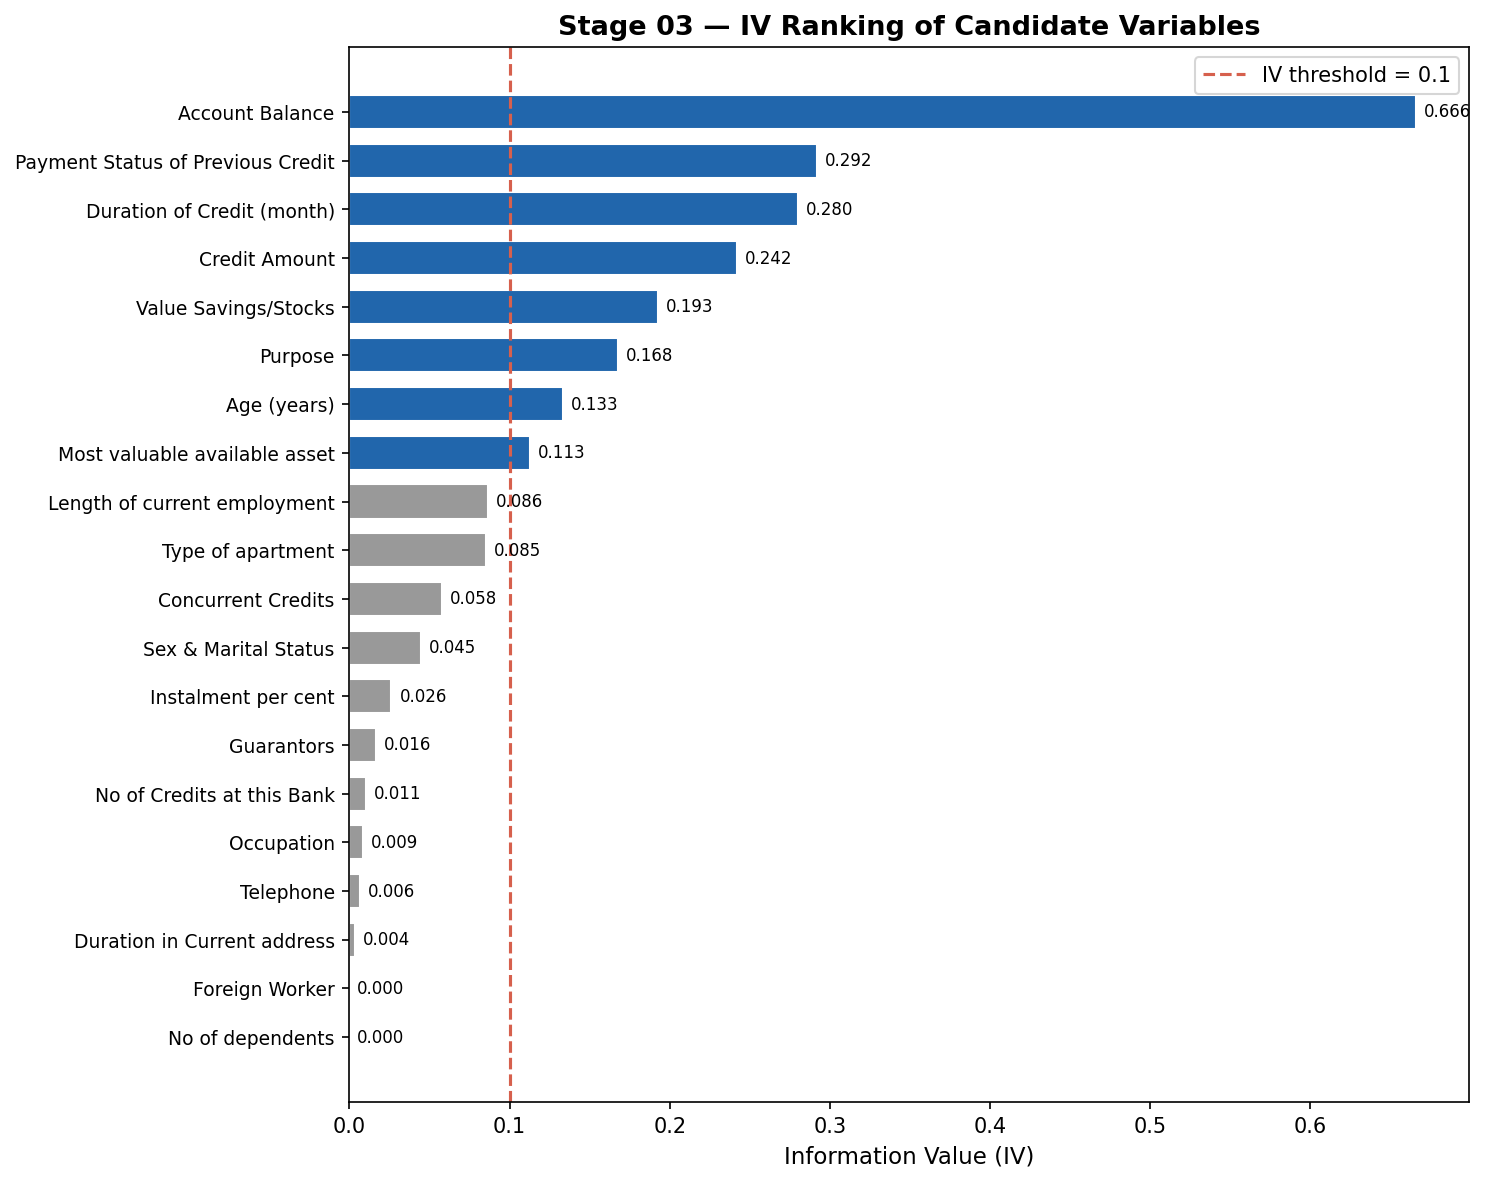 Stage 03 — IV Ranking of Candidate Variables
IV threshold = 0.1
Account Balance 0.666
Payment Status of Previous Credit 0.292
Duration of Credit (month) 0.280
Credit Amount 0.242
Value Savings/Stocks 0.193
Purpose 0.168
Age (years) 0.133
Most valuable available asset 0.113
Length of current employment 0.086
Type of apartment 0.085
Concurrent Credits 0.058
Sex & Marital Status 0.045
Instalment per cent 0.026
Guarantors 0.016
No of Credits at this Bank 0.011
Occupation 0.009
Telephone 0.006
Duration in Current address 0.004
Foreign Worker 0.000
No of dependents 0.000
0.0 0.1 0.2 0.3 0.4 0.5 0.6
Information Value (IV)